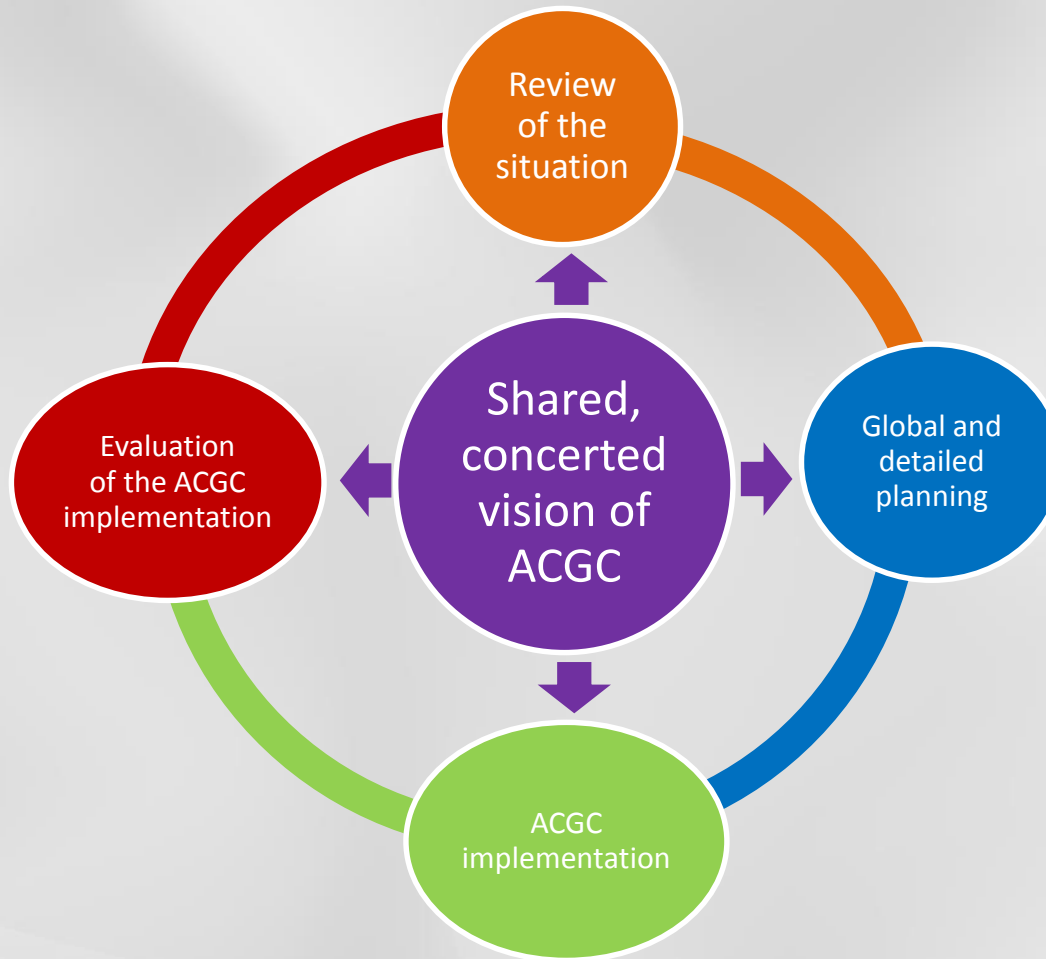 Review
of the
situation
Shared,
concerted
vision of
ACGC
Global and
detailed
planning
Evaluation
of the ACGC
implementation
ACGC
implementation